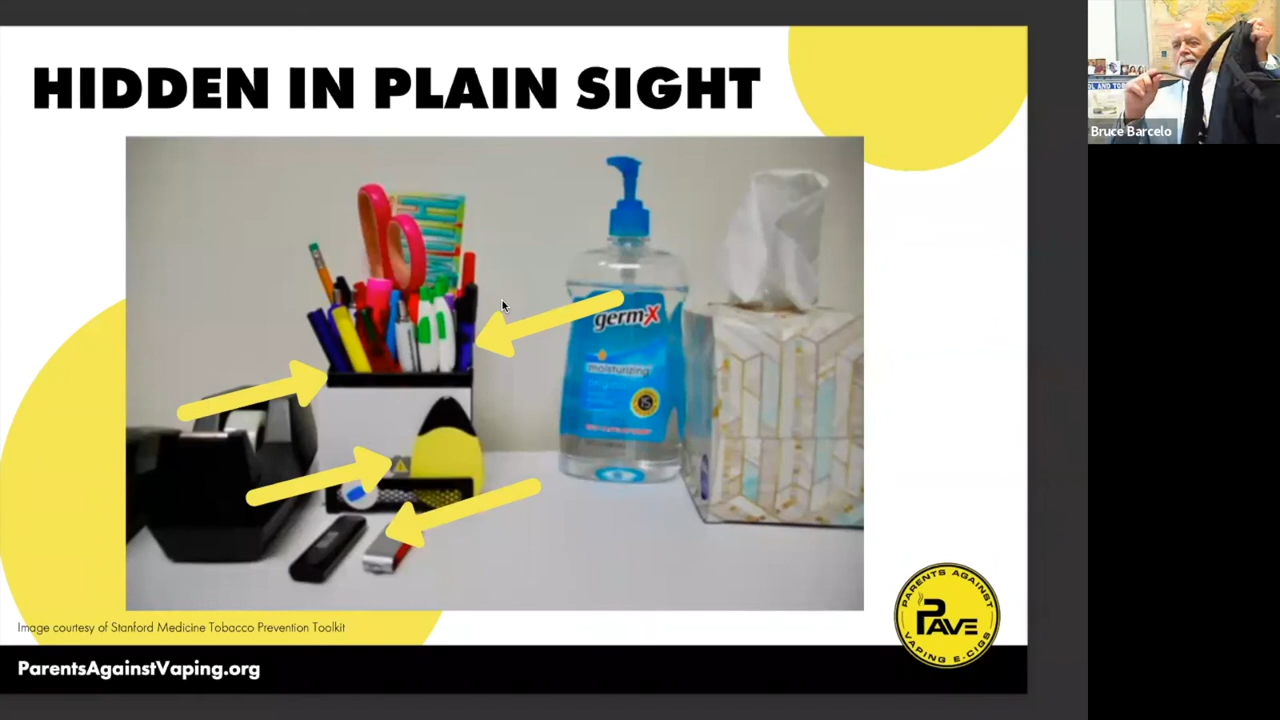 HIDDEN IN PLAIN SIGHT
germ-X
moisturizing
Image courtesy of Stanford Medicine Tobacco Prevention Toolkit
PARENTS AGAINST
PAVE
VAPING E-CIGS
ParentsAgainstVaping.org
Bruce Barcelo